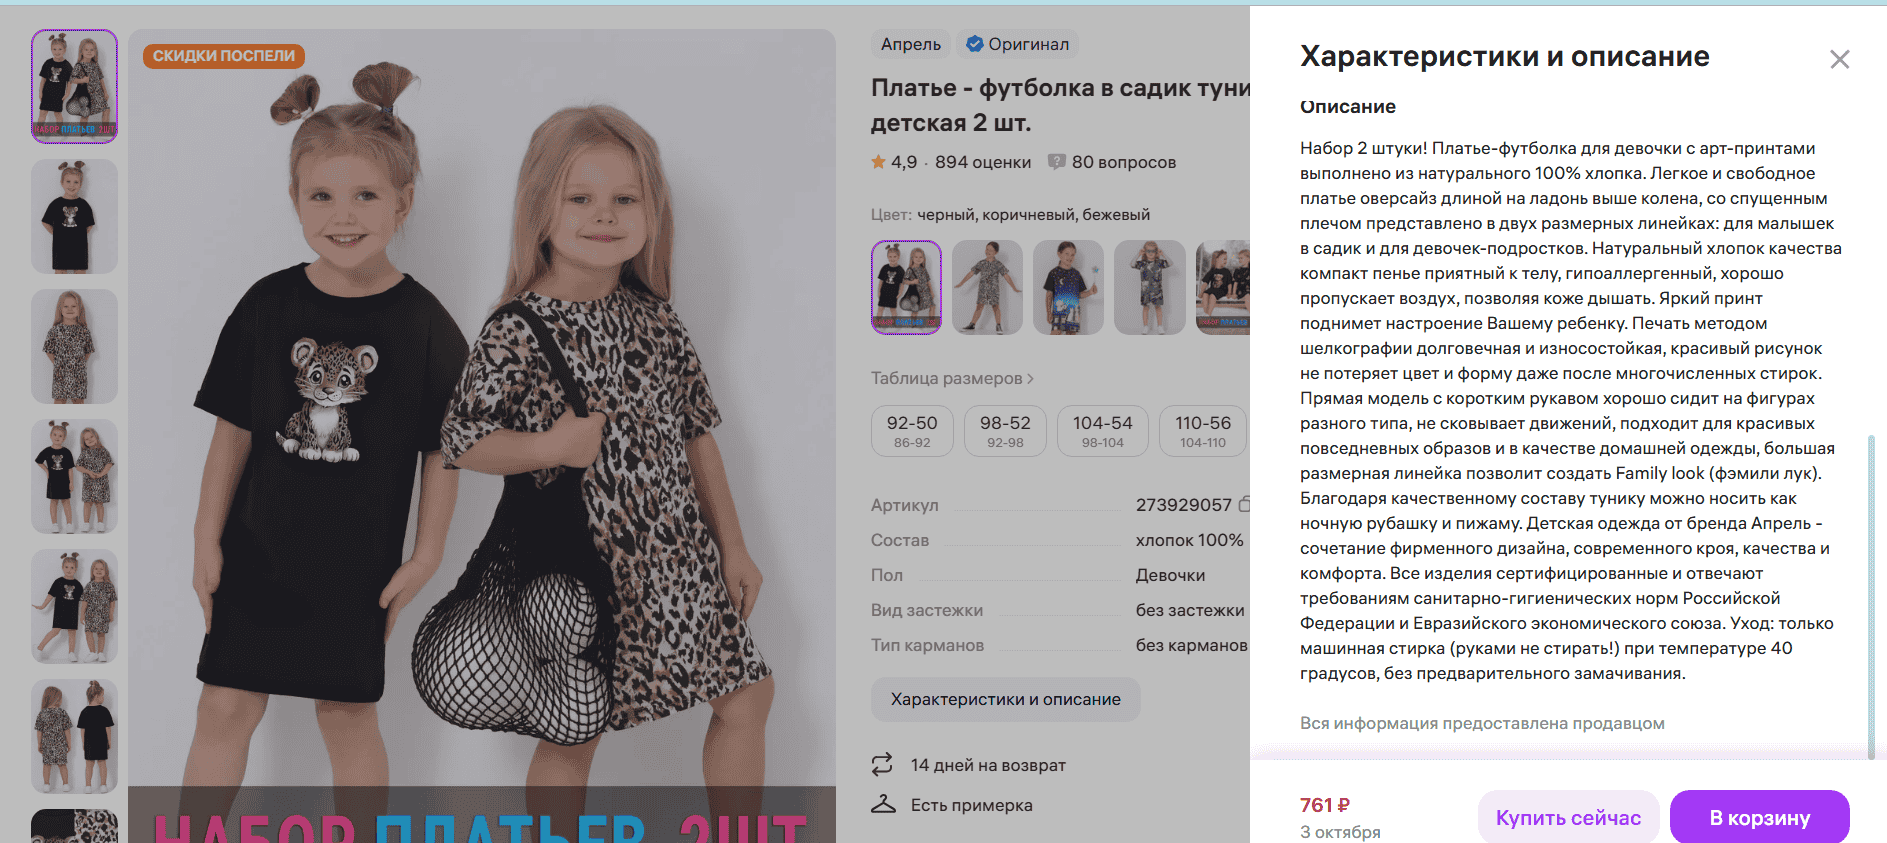 СКИДКИ ПОСПЕЛИ
НАБОР ПЛАТЬЕВ 2ШТ
Апрель
Оригинал
Платье - футболка в садик туни
детская 2 шт.
4,9 · 894 оценки
80 вопросов
Цвет: черный, коричневый, бежевый
Таблица размеров
92-50
86-92
98-52
92-98
104-54
98-104
110-56
104-110
Артикул 273929057
Состав хлопок 100%
Пол Девочки
Вид застежки без застежки
Тип карманов без карманов
Характеристики и описание
14 дней на возврат
Есть примерка
Характеристики и описание
Описание
Набор 2 штуки! Платье-футболка для девочки с арт-принтами
выполнено из натурального 100% хлопка. Легкое и свободное
платье оверсайз длиной на ладонь выше колена, со спущенным
плечом представлено в двух размерных линейках: для малышек
в садик и для девочек-подростков. Натуральный хлопок качества
компакт пенье приятный к телу, гипоаллергенный, хорошо
пропускает воздух, позволяя коже дышать. Яркий принт
поднимет настроение Вашему ребенку. Печать методом
шелкографии долговечная и износостойкая, красивый рисунок
не потеряет цвет и форму даже после многочисленных стирок.
Прямая модель с коротким рукавом хорошо сидит на фигурах
разного типа, не сковывает движений, подходит для красивых
повседневных образов и в качестве домашней одежды, большая
размерная линейка позволит создать Family look (фэмили лук).
Благодаря качественному составу тунику можно носить как
ночную рубашку и пижаму. Детская одежда от бренда Апрель -
сочетание фирменного дизайна, современного кроя, качества и
комфорта. Все изделия сертифицированные и отвечают
требованиям санитарно-гигиенических норм Российской
Федерации и Евразийского экономического союза. Уход: только
машинная стирка (руками не стирать!) при температуре 40
градусов, без предварительного замачивания.
Вся информация предоставлена продавцом
761 ₽
3 октября
Купить сейчас
В корзину